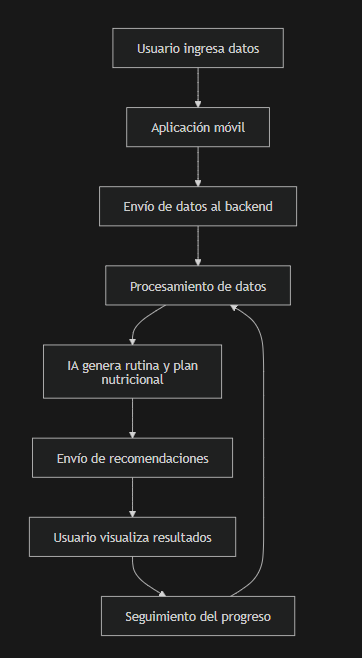 Usuario ingresa datos
Aplicación móvil
Envío de datos al backend
Procesamiento de datos
IA genera rutina y plan
nutricional
Envío de recomendaciones
Usuario visualiza resultados
Seguimiento del progreso